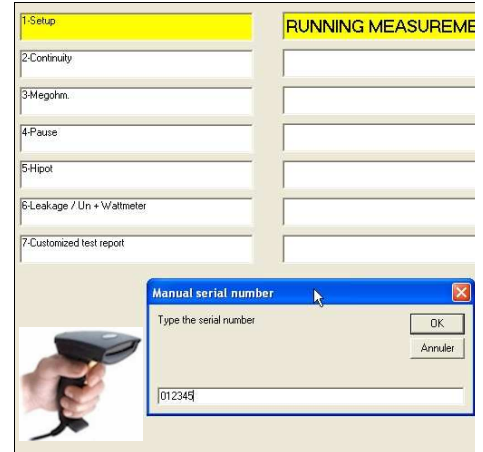 1-Setup
RUNNING MEASUREME
2-Continuity
3-Megohm.
4-Pause
5-Hipot
6-Leakage / Un + Wattmeter
7-Customized test report
Manual serial number
Type the serial number
OK
Annuler
012345